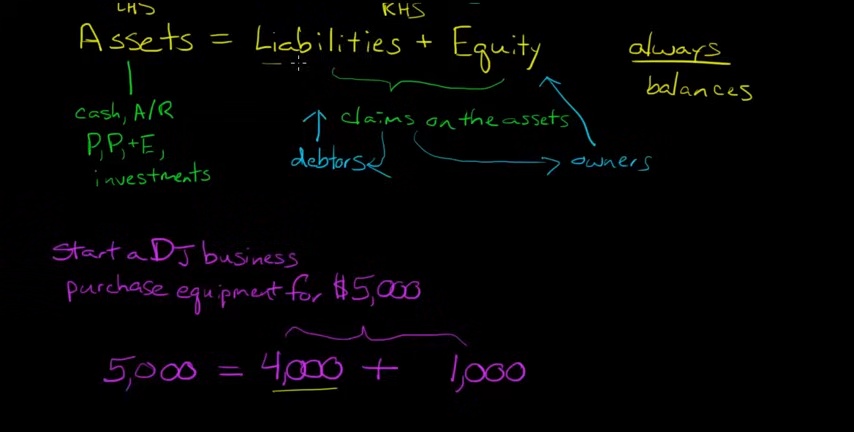 LHS RHS
Assets = Liabilities + Equity
always
balances
cash, A/R
P,P,+E,
investments
claims on the assets
debtors
owners
Start a DJ business
purchase equipment for $5,000
5,000 = 4,000 + 1,000